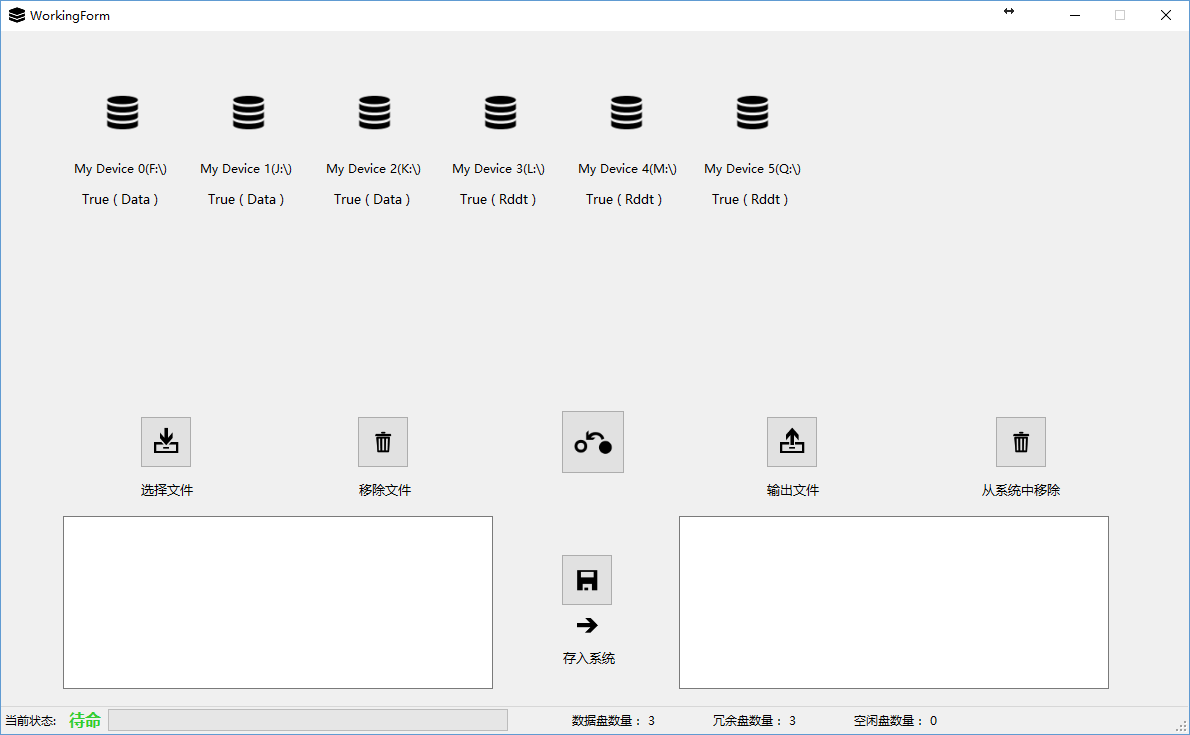 WorkingForm
My Device 0(F:\) My Device 1(J:\) My Device 2(K:\) My Device 3(L:\) My Device 4(M:\) My Device 5(Q:\)
True ( Data ) True ( Data ) True ( Data ) True ( Rddt ) True ( Rddt ) True ( Rddt )
选择文件 移除文件 输出文件 从系统中移除
存入系统
当前状态: 待命 数据盘数量： 3 冗余盘数量： 3 空闲盘数量： 0